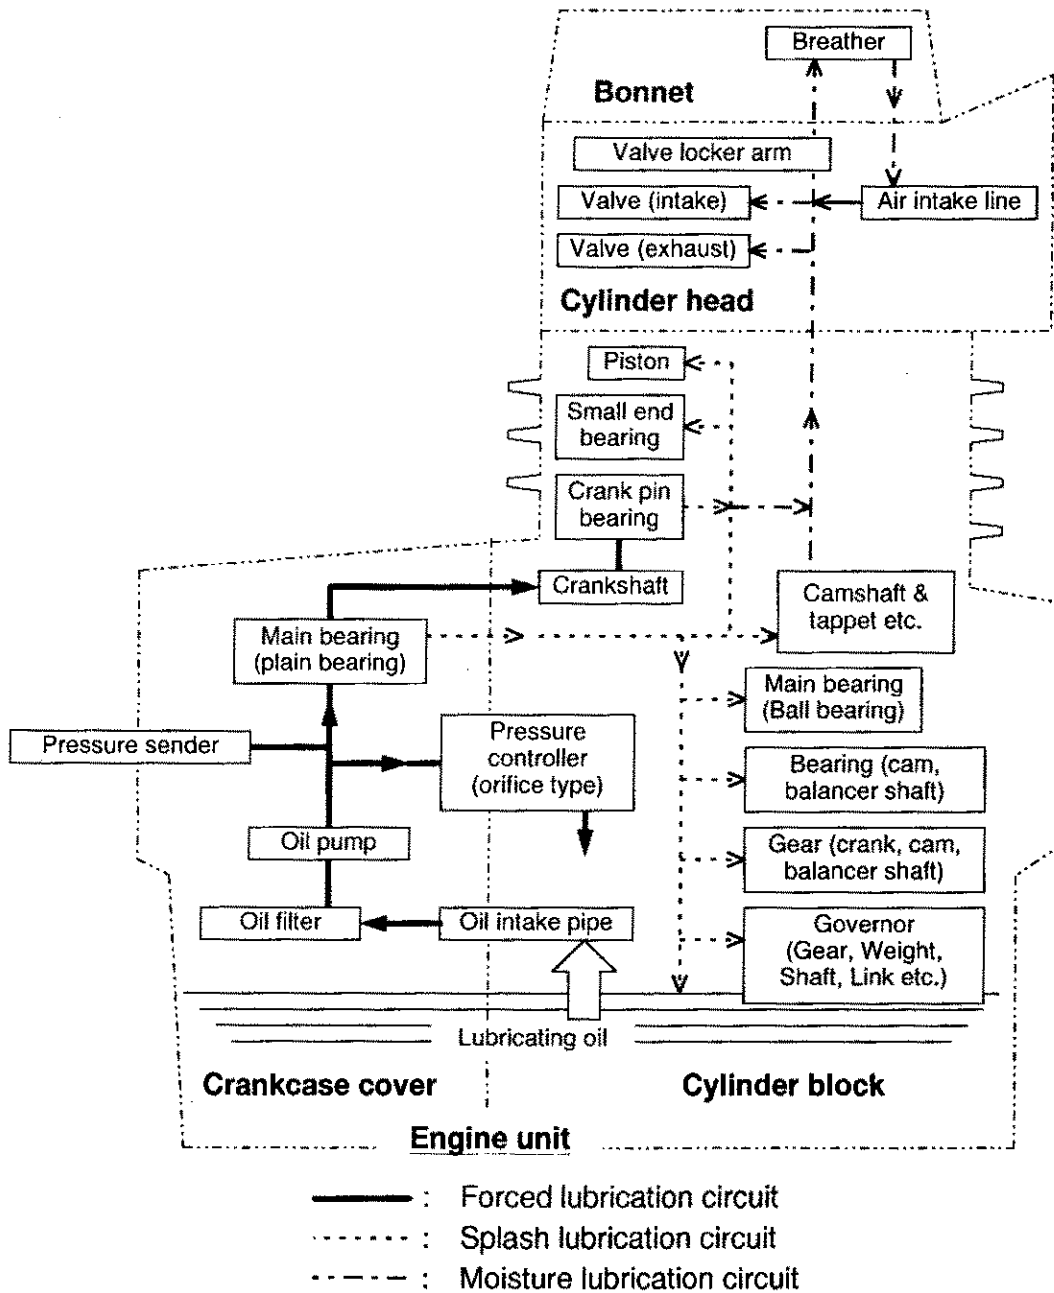 Breather
Bonnet
Valve locker arm
Valve (intake)
Air intake line
Valve (exhaust)
Cylinder head
Piston
Small end
bearing
Crank pin
bearing
Crankshaft
Camshaft &
tappet etc.
Main bearing
(plain bearing)
Main bearing
(Ball bearing)
Pressure sender
Pressure
controller
(orifice type)
Bearing (cam,
balancer shaft)
Oil pump
Gear (crank, cam,
balancer shaft)
Oil filter
Oil intake pipe
Governor
(Gear, Weight,
Shaft, Link etc.)
Lubricating oil
Crankcase cover
Cylinder block
Engine unit
: Forced lubrication circuit
: Splash lubrication circuit
: Moisture lubrication circuit